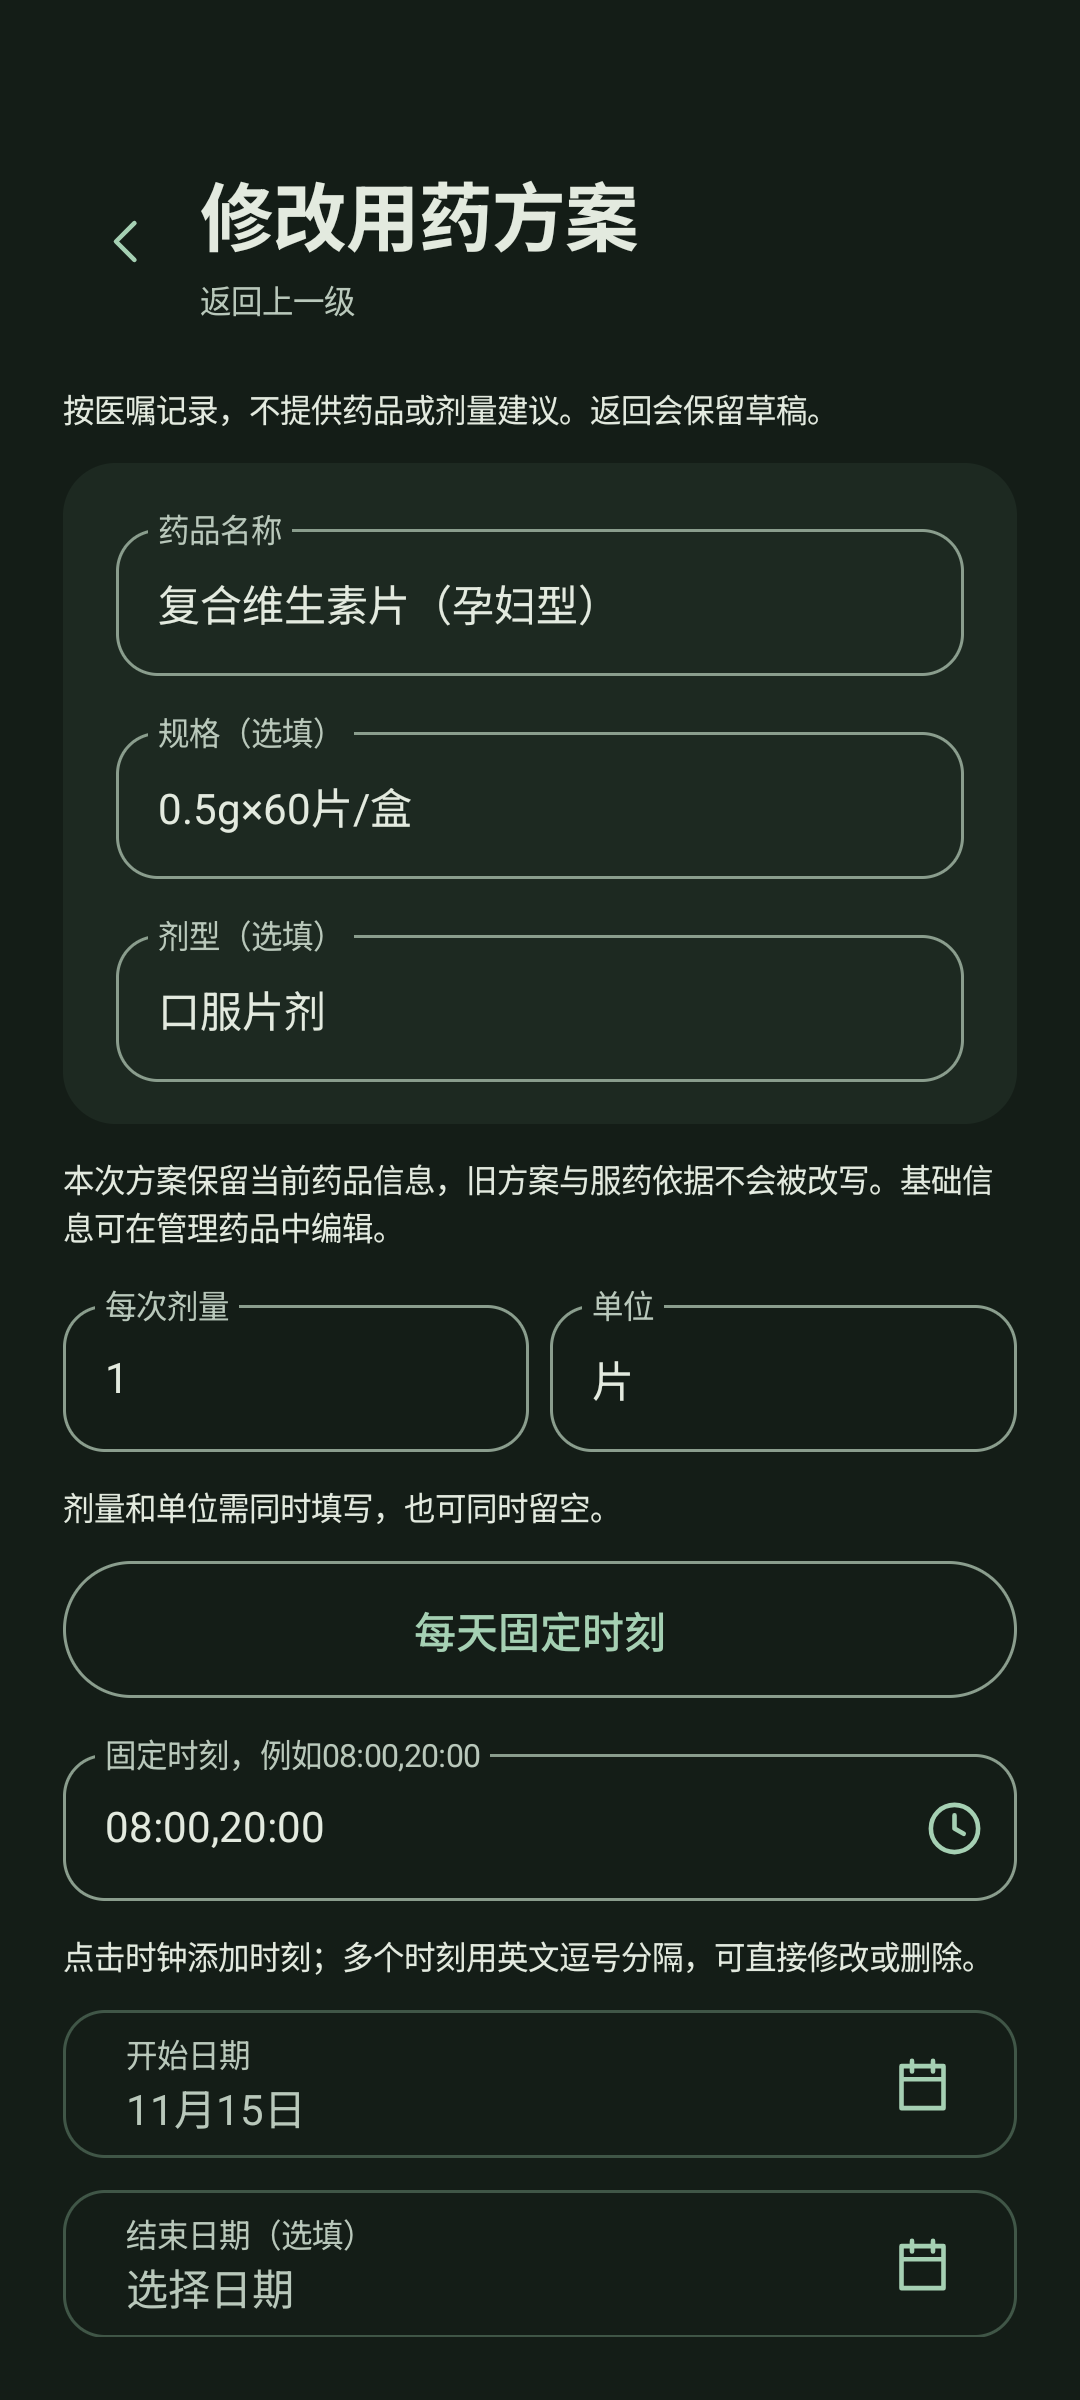 修改用药方案
返回上一级
按医嘱记录，不提供药品或剂量建议。返回会保留草稿。
药品名称
复合维生素片（孕妇型）
规格（选填）
0.5g×60片/盒
剂型（选填）
口服片剂
本次方案保留当前药品信息，旧方案与服药依据不会被改写。基础信
息可在管理药品中编辑。
每次剂量
1
单位
片
剂量和单位需同时填写，也可同时留空。
每天固定时刻
固定时刻，例如08:00,20:00
08:00,20:00
点击时钟添加时刻；多个时刻用英文逗号分隔，可直接修改或删除。
开始日期
11月15日
结束日期（选填）
选择日期